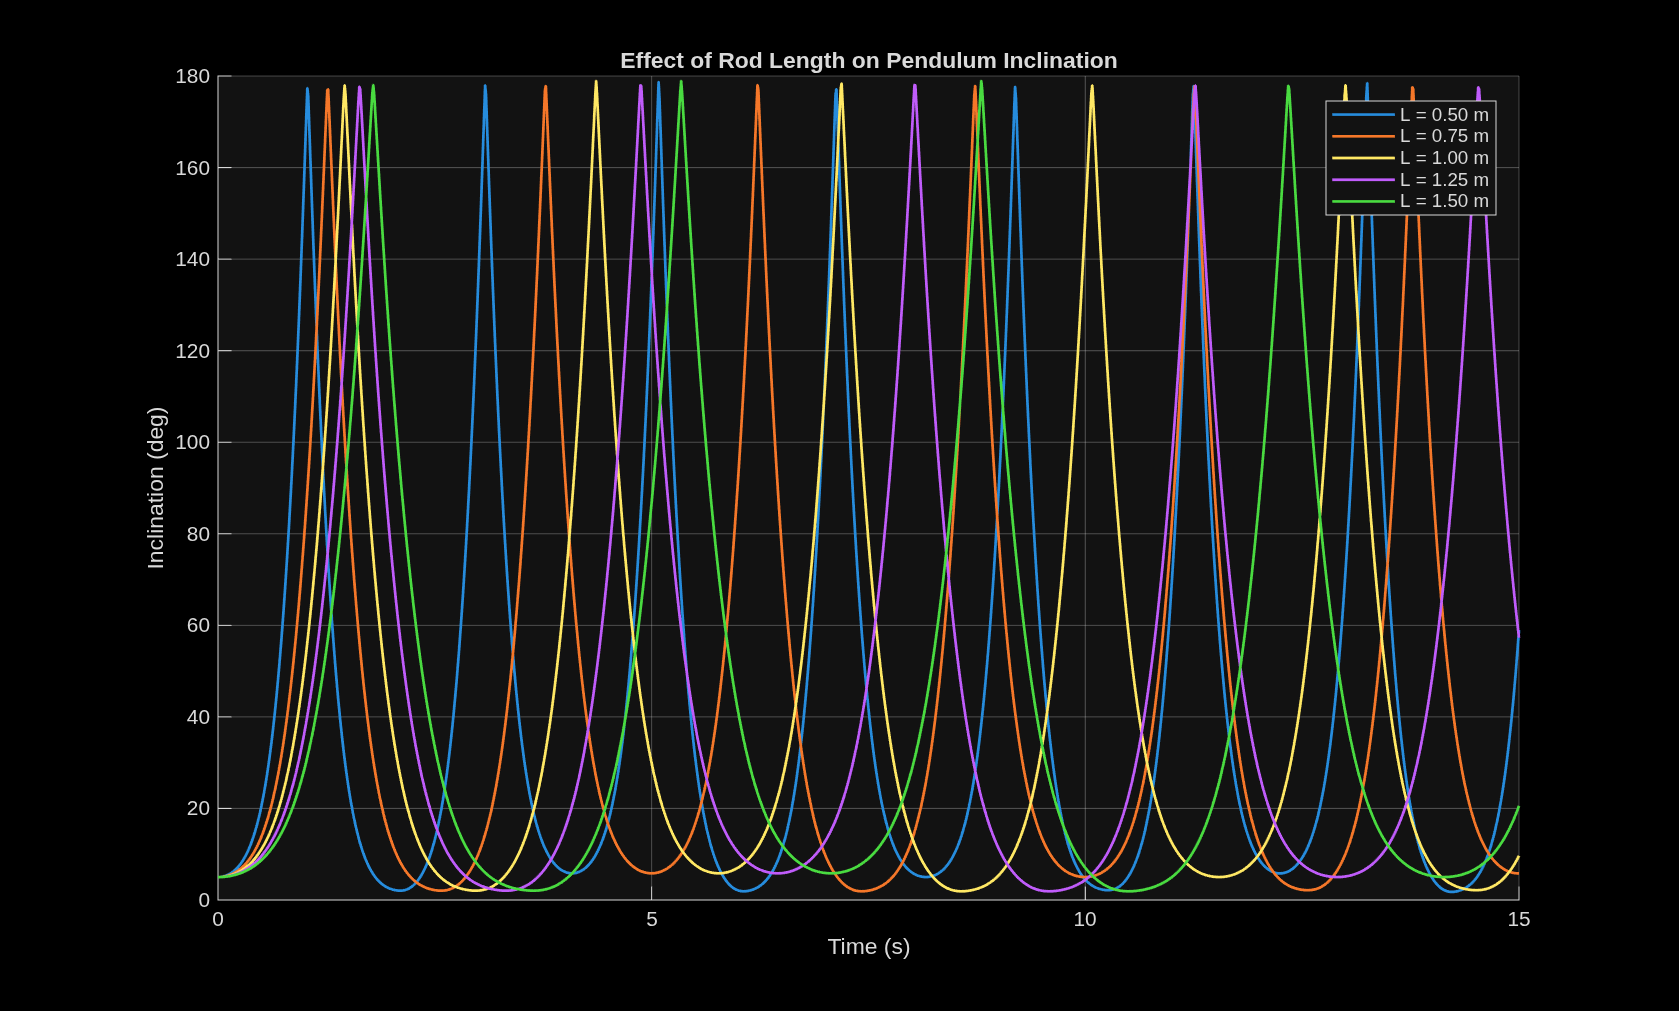 Effect of Rod Length on Pendulum Inclination
180
160
140
120
100
80
60
40
20
0
Inclination (deg)
0 5 10 15
Time (s)
L = 0.50 m
L = 0.75 m
L = 1.00 m
L = 1.25 m
L = 1.50 m